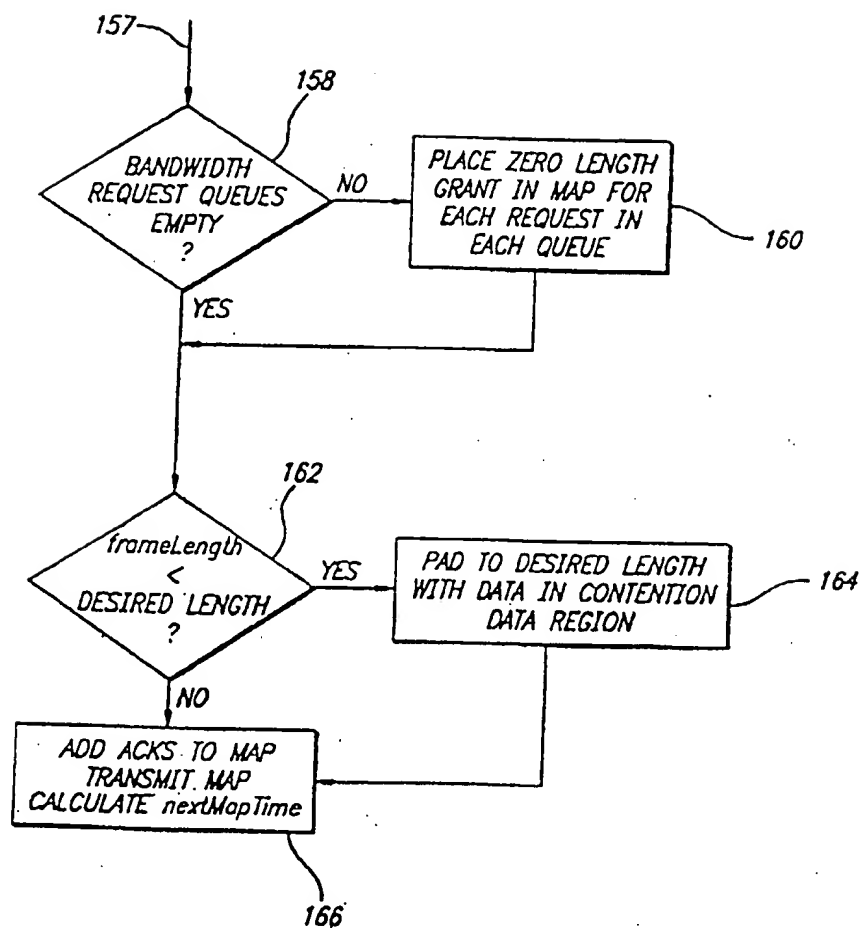 157
158
BANDWIDTH
REQUEST QUEUES
EMPTY
?
NO
PLACE ZERO LENGTH
GRANT IN MAP FOR
EACH REQUEST IN
EACH QUEUE
160
YES
162
frameLength
<
DESIRED LENGTH
?
YES
PAD TO DESIRED LENGTH
WITH DATA IN CONTENTION
DATA REGION
164
NO
ADD ACKS TO MAP
TRANSMIT MAP
CALCULATE nextMapTime
166